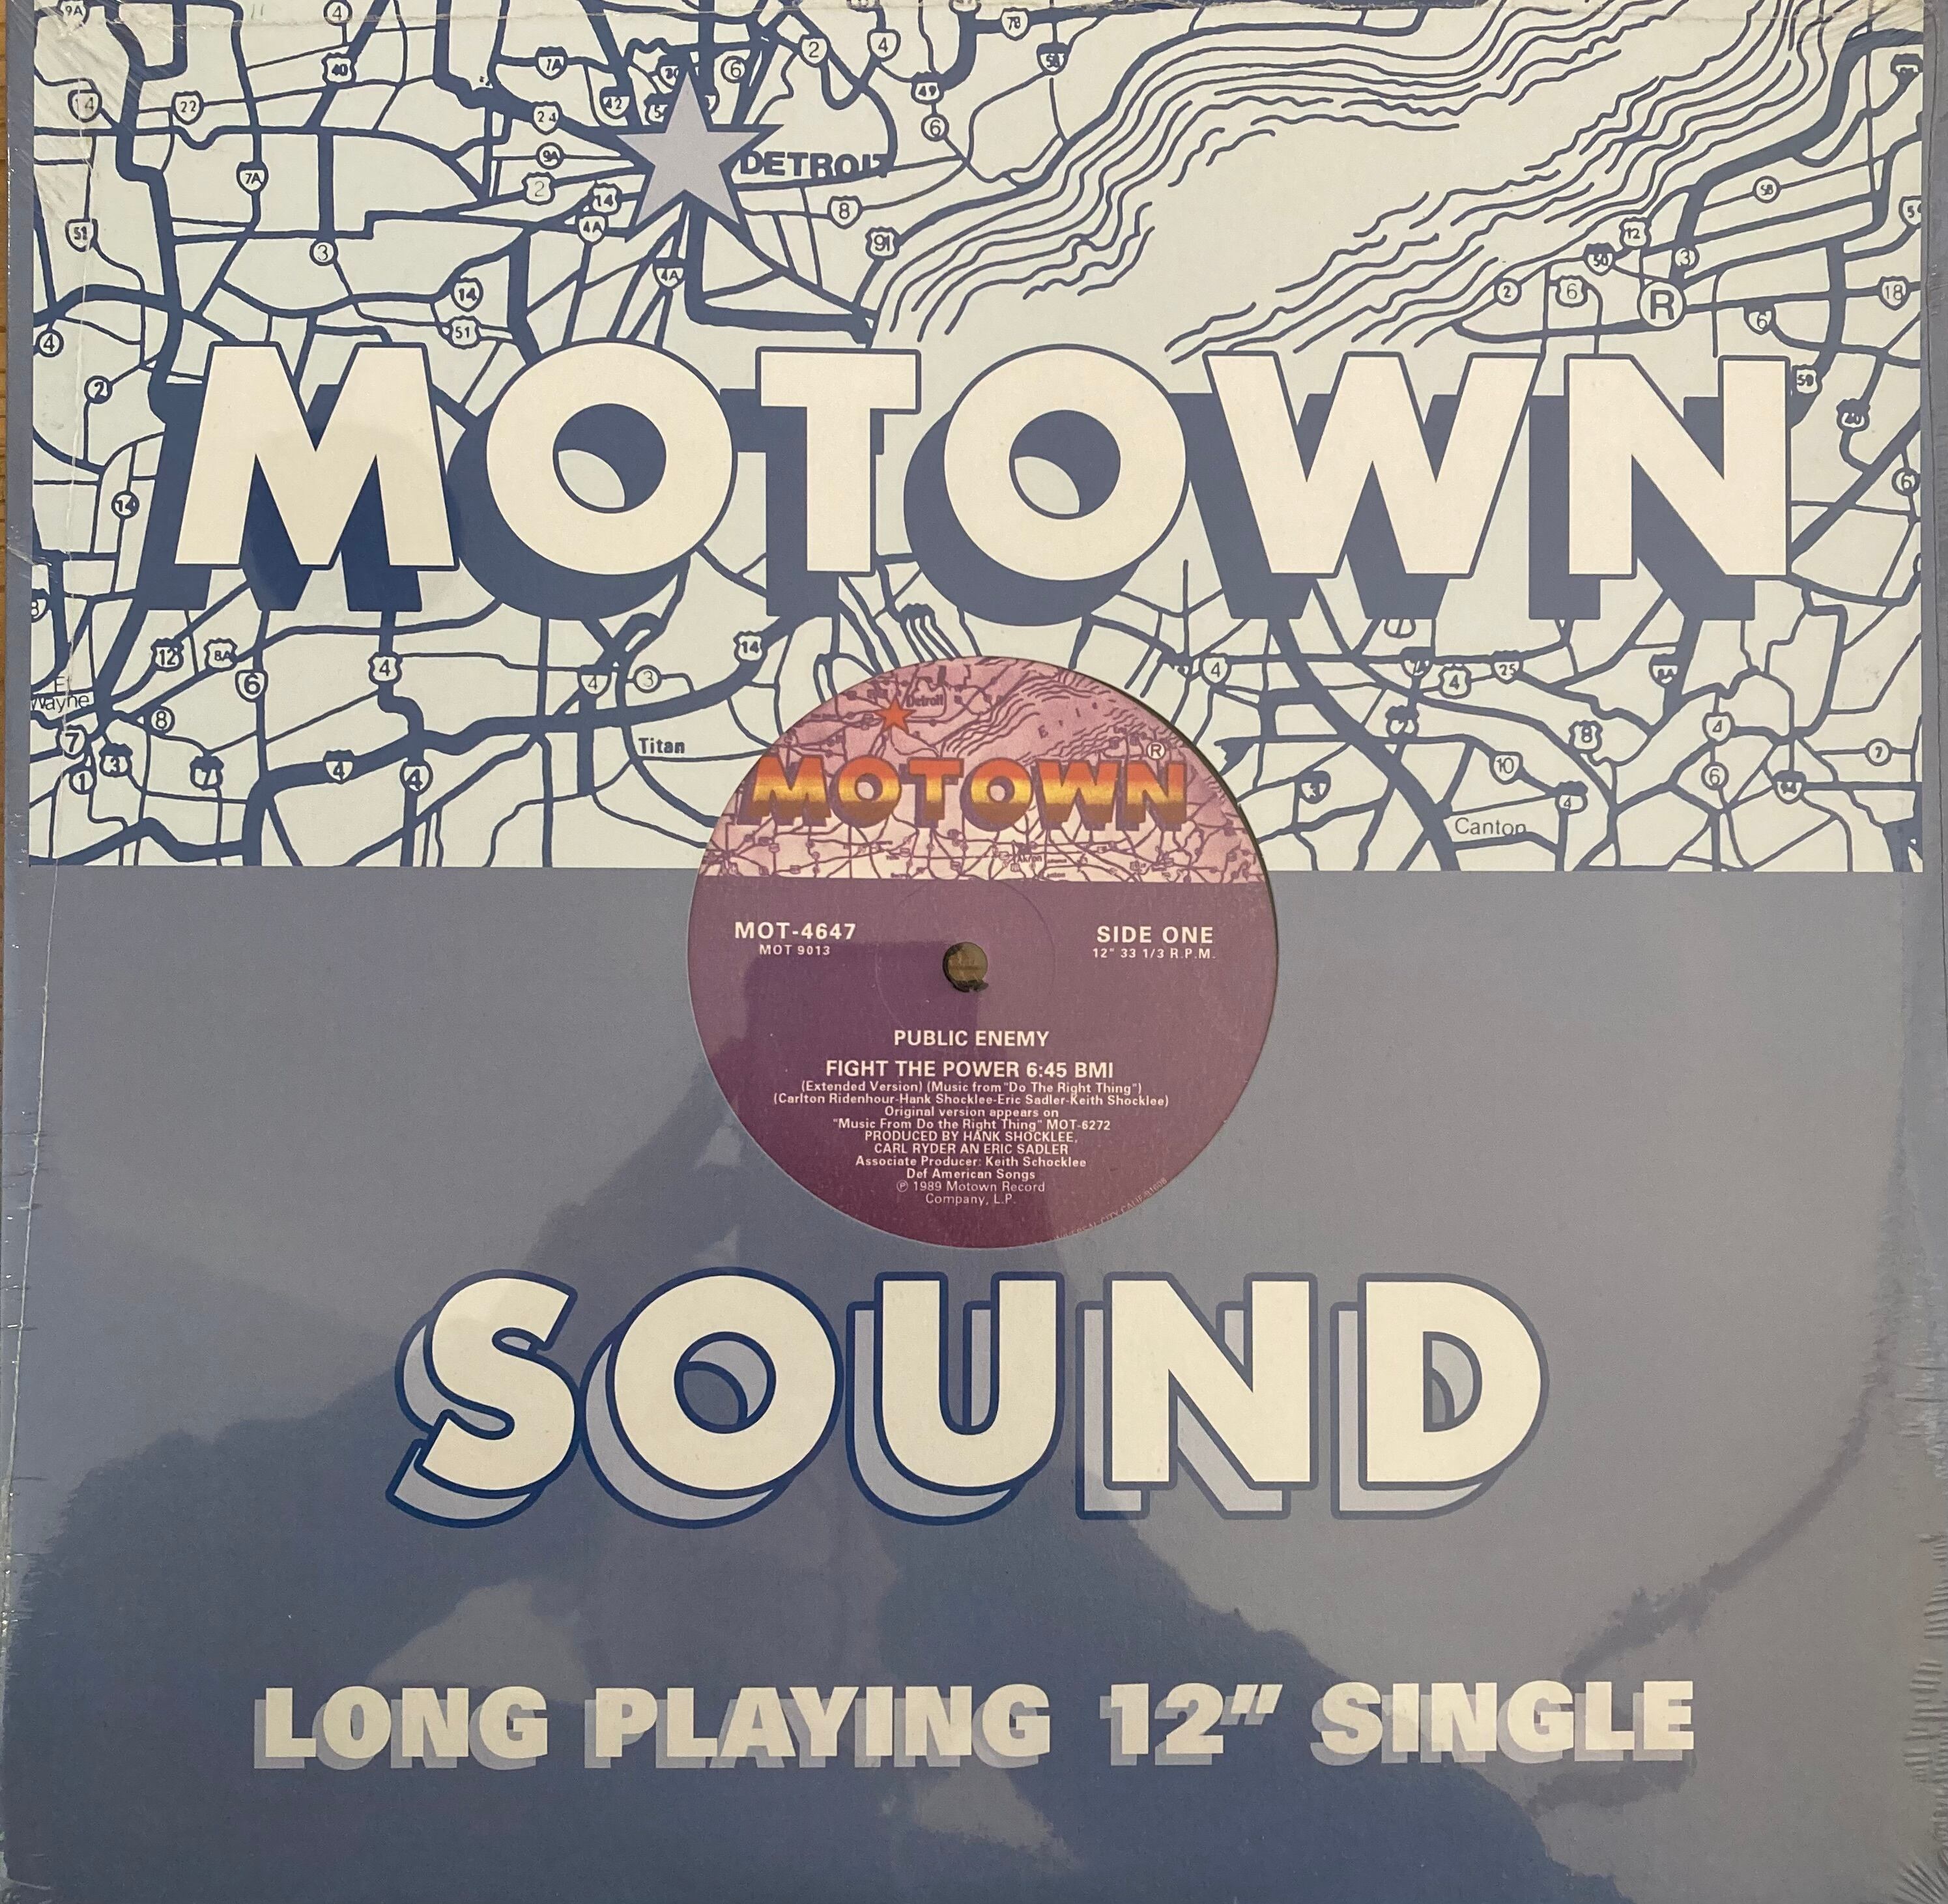 DETROIT
MOTOWN
R
Ft.
Wayne
Titan
Canton
Detroit
MOTOWN
®
MOT-4647
MOT 9013
SIDE ONE
12" 33 1/3 R.P.M.
PUBLIC ENEMY
FIGHT THE POWER 6:45 BMI
(Extended Version) (Music from "Do The Right Thing")
(Carlton Ridenhour-Hank Shocklee-Eric Sadler-Keith Shocklee)
Original version appears on
"Music From Do the Right Thing" MOT-6272
PRODUCED BY HANK SHOCKLEE,
CARL RYDER AN ERIC SADLER
Associate Producer: Keith Schocklee
Def American Songs
℗ 1989 Motown Record
Company, L.P.
SOUND
LONG PLAYING 12" SINGLE